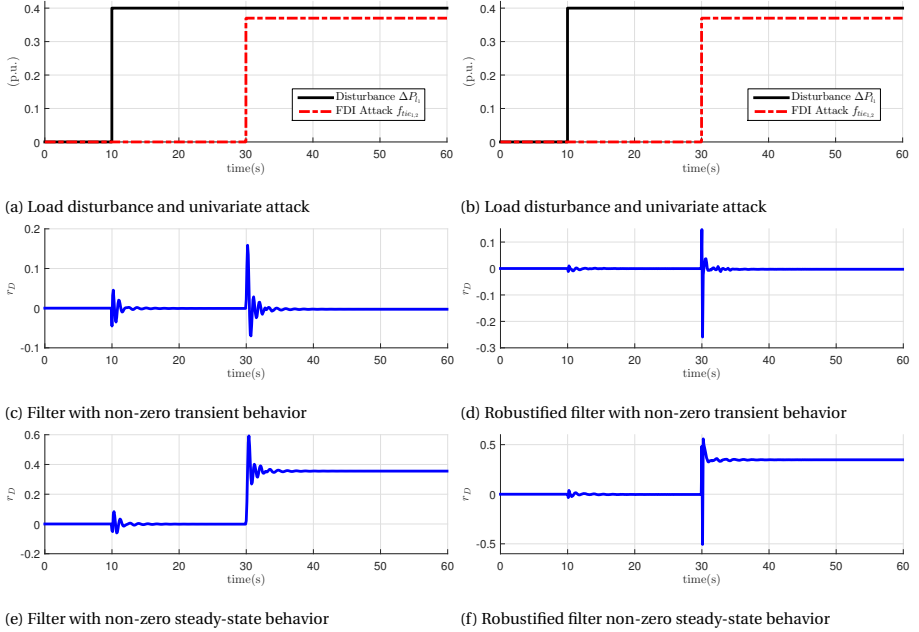 0.4
0.3
0.2
0.1
0
(p.u.)
Disturbance ΔP_{l_1}
FDI Attack f_{tie_{1,2}}
0 10 20 30 40 50 60
time(s)
(a) Load disturbance and univariate attack
0.4
0.3
0.2
0.1
0
(p.u.)
Disturbance ΔP_{l_1}
FDI Attack f_{tie_{1,2}}
0 10 20 30 40 50 60
time(s)
(b) Load disturbance and univariate attack
0.2
0.1
0
-0.1
r_D
0 10 20 30 40 50 60
time(s)
(c) Filter with non-zero transient behavior
0.1
0
-0.1
-0.2
-0.3
r_D
0 10 20 30 40 50 60
time(s)
(d) Robustified filter with non-zero transient behavior
0.6
0.4
0.2
0
-0.2
r_D
0 10 20 30 40 50 60
time(s)
(e) Filter with non-zero steady-state behavior
0.5
0
-0.5
r_D
0 10 20 30 40 50 60
time(s)
(f) Robustified filter non-zero steady-state behavior